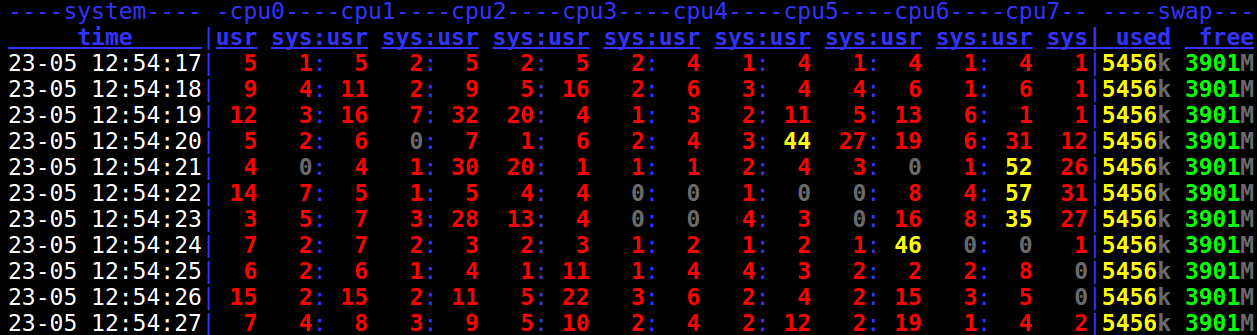 ----system---- -cpu0----cpu1----cpu2----cpu3----cpu4----cpu5----cpu6----cpu7-- ----swap---
     time     |usr sys:usr sys:usr sys:usr sys:usr sys:usr sys:usr sys:usr sys| used  free
23-05 12:54:17|  5   1:  5   2:  5   2:  5   2:  4   1:  4   1:  4   1:  4   1|5456k 3901M
23-05 12:54:18|  9   4: 11   2:  9   5: 16   2:  6   3:  4   4:  6   1:  6   1|5456k 3901M
23-05 12:54:19| 12   3: 16   7: 32  20:  4   1:  3   2: 11   5: 13   6:  1   1|5456k 3901M
23-05 12:54:20|  5   2:  6   0:  7   1:  6   2:  4   3: 44  27: 19   6: 31  12|5456k 3901M
23-05 12:54:21|  4   0:  4   1: 30  20:  1   1:  1   2:  4   3:  0   1: 52  26|5456k 3901M
23-05 12:54:22| 14   7:  5   1:  5   4:  4   0:  0   1:  0   0:  8   4: 57  31|5456k 3901M
23-05 12:54:23|  3   5:  7   3: 28  13:  4   0:  0   4:  3   0: 16   8: 35  27|5456k 3901M
23-05 12:54:24|  7   2:  7   2:  3   2:  3   1:  2   1:  2   1: 46   0:  0   1|5456k 3901M
23-05 12:54:25|  6   2:  6   1:  4   1: 11   1:  4   4:  3   2:  2   2:  8   0|5456k 3901M
23-05 12:54:26| 15   2: 15   2: 11   5: 22   3:  6   2:  4   2: 15   3:  5   0|5456k 3901M
23-05 12:54:27|  7   4:  8   3:  9   5: 10   2:  4   2: 12   2: 19   1:  4   2|5456k 3901M